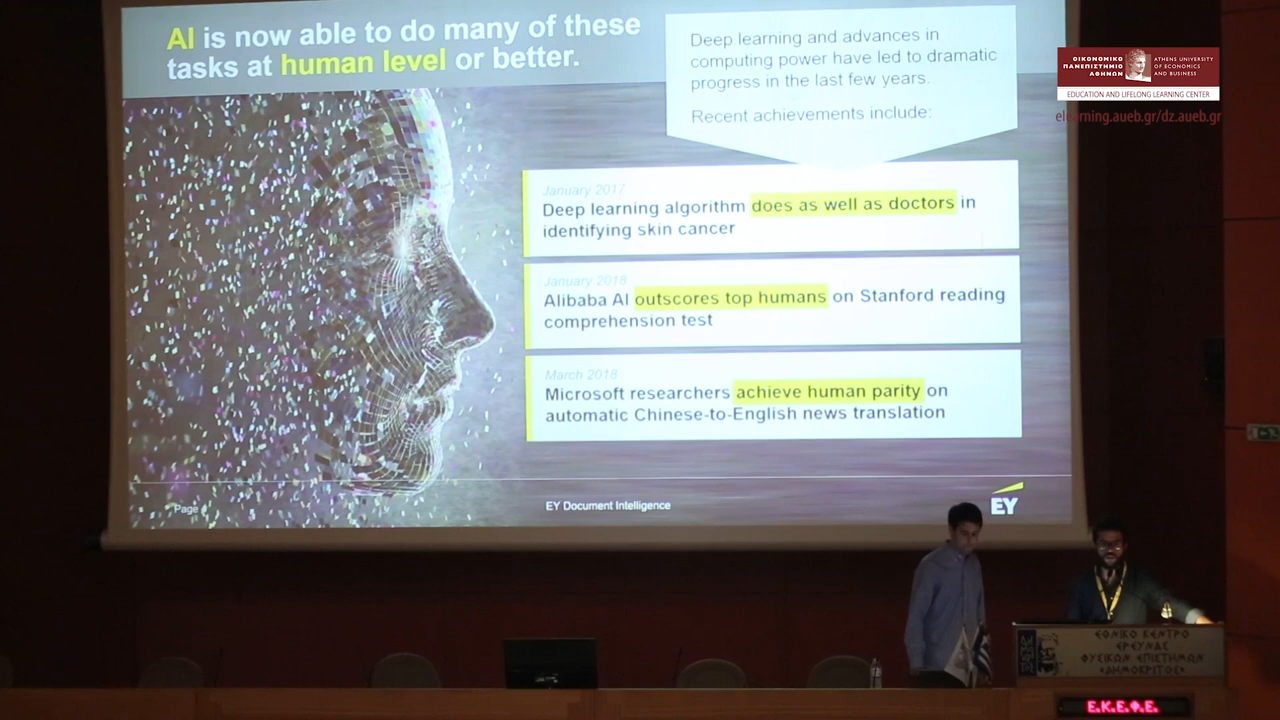 AI is now able to do many of these
tasks at human level or better.
Deep learning and advances in
computing power have led to dramatic
progress in the last few years.
Recent achievements include:
January 2017
Deep learning algorithm does as well as doctors in
identifying skin cancer
January 2018
Alibaba AI outscores top humans on Stanford reading
comprehension test
March 2018
Microsoft researchers achieve human parity on
automatic Chinese-to-English news translation
Page
EY Document Intelligence
EY
ΟΙΚΟΝΟΜΙΚΟ
ΠΑΝΕΠΙΣΤΗΜΙΟ
ΑΘΗΝΩΝ
ATHENS UNIVERSITY
OF ECONOMICS
AND BUSINESS
EDUCATION AND LIFELONG LEARNING CENTER
elearning.aueb.gr/dz.aueb.gr
ΕΘΝΙΚΟ ΚΕΝΤΡΟ
ΕΡΕΥΝΑΣ
ΦΥΣΙΚΩΝ ΕΠΙΣΤΗΜΩΝ
«ΔΗΜΟΚΡΙΤΟΣ»
Ε.Κ.Ε.Φ.Ε.